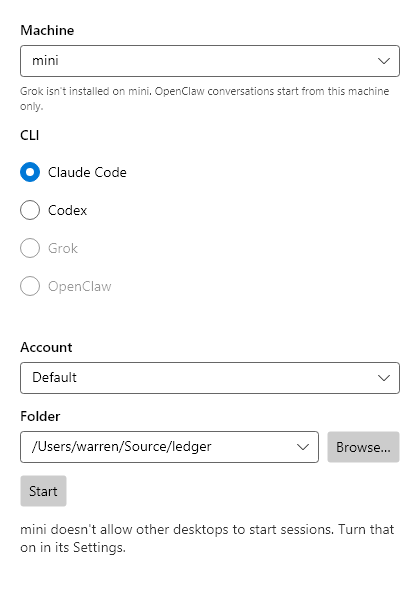 Machine
mini
Grok isn't installed on mini. OpenClaw conversations start from this machine
only.
CLI
Claude Code
Codex
Grok
OpenClaw
Account
Default
Folder
/Users/warren/Source/ledger
Browse...
Start
mini doesn't allow other desktops to start sessions. Turn that
on in its Settings.